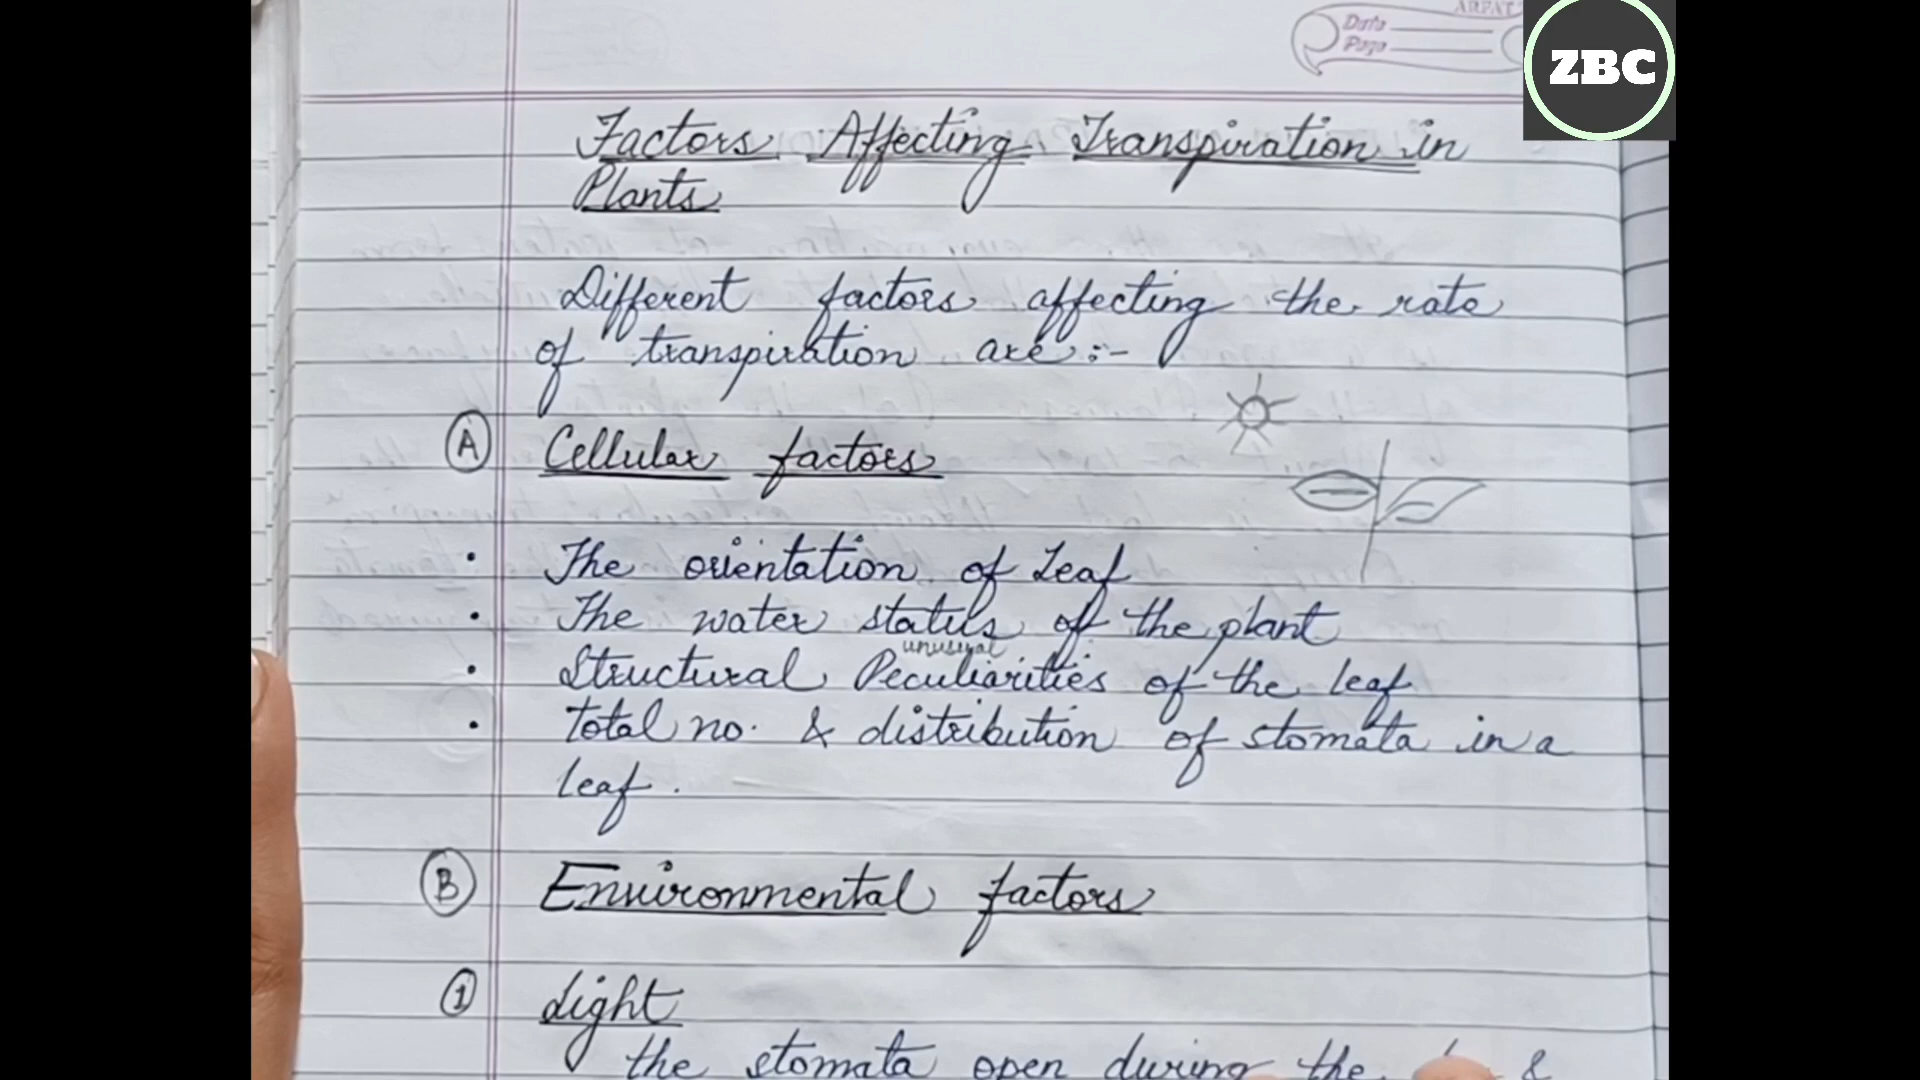 ARFAT
Date
Page
ZBC
Factors Affecting Transpiration in
Plants
Different factors affecting the rate
of transpiration are :-
A Cellular factors
• The orientation of Leaf
• The water status of the plant
unusual
• Structural Peculiarities of the leaf
• total no. & distribution of stomata in a
leaf.
B Environmental factors
1 Light
the stomata open during the &